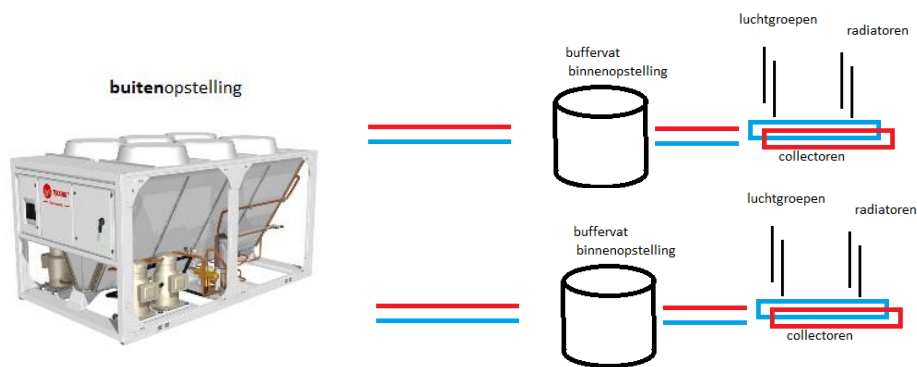 luchtgroepen
radiatoren
buffervat
binnenopstelling
buitenopstelling
collectoren
luchtgroepen
radiatoren
buffervat
binnenopstelling
collectoren